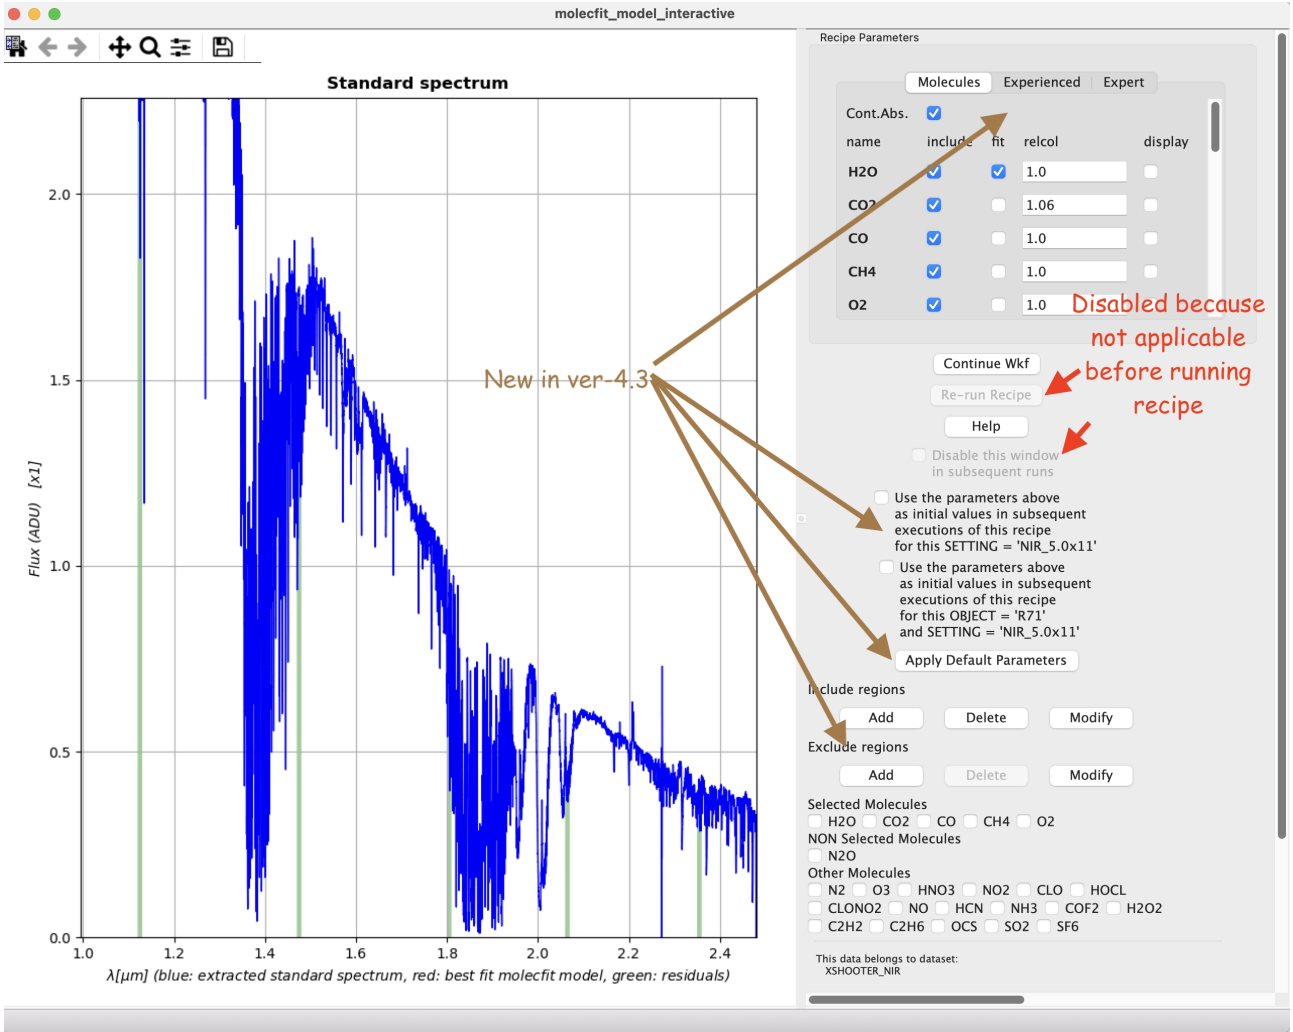 molecfit_model_interactive
Recipe Parameters
Standard spectrum
Molecules Experienced Expert
Cont.Abs.
name include fit relcol display
H2O 1.0
CO2 1.06
CO 1.0
CH4 1.0
O2 1.0
Disabled because
not applicable
before running
recipe
New in ver-4.3
Continue Wkf
Re-run Recipe
Help
Disable this window
in subsequent runs
Use the parameters above
as initial values in subsequent
executions of this recipe
for this SETTING = 'NIR_5.0x11'
Use the parameters above
as initial values in subsequent
executions of this recipe
for this OBJECT = 'R71'
and SETTING = 'NIR_5.0x11'
Apply Default Parameters
Include regions
Add Delete Modify
Exclude regions
Add Delete Modify
Selected Molecules
H2O CO2 CO CH4 O2
NON Selected Molecules
N2O
Other Molecules
N2 O3 HNO3 NO2 CLO HOCL
CLONO2 NO HCN NH3 COF2 H2O2
C2H2 C2H6 OCS SO2 SF6
This data belongs to dataset:
XSHOOTER_NIR
Flux (ADU) [x1]
2.0
1.5
1.0
0.5
0.0
1.0 1.2 1.4 1.6 1.8 2.0 2.2 2.4
λ[μm] (blue: extracted standard spectrum, red: best fit molecfit model, green: residuals)